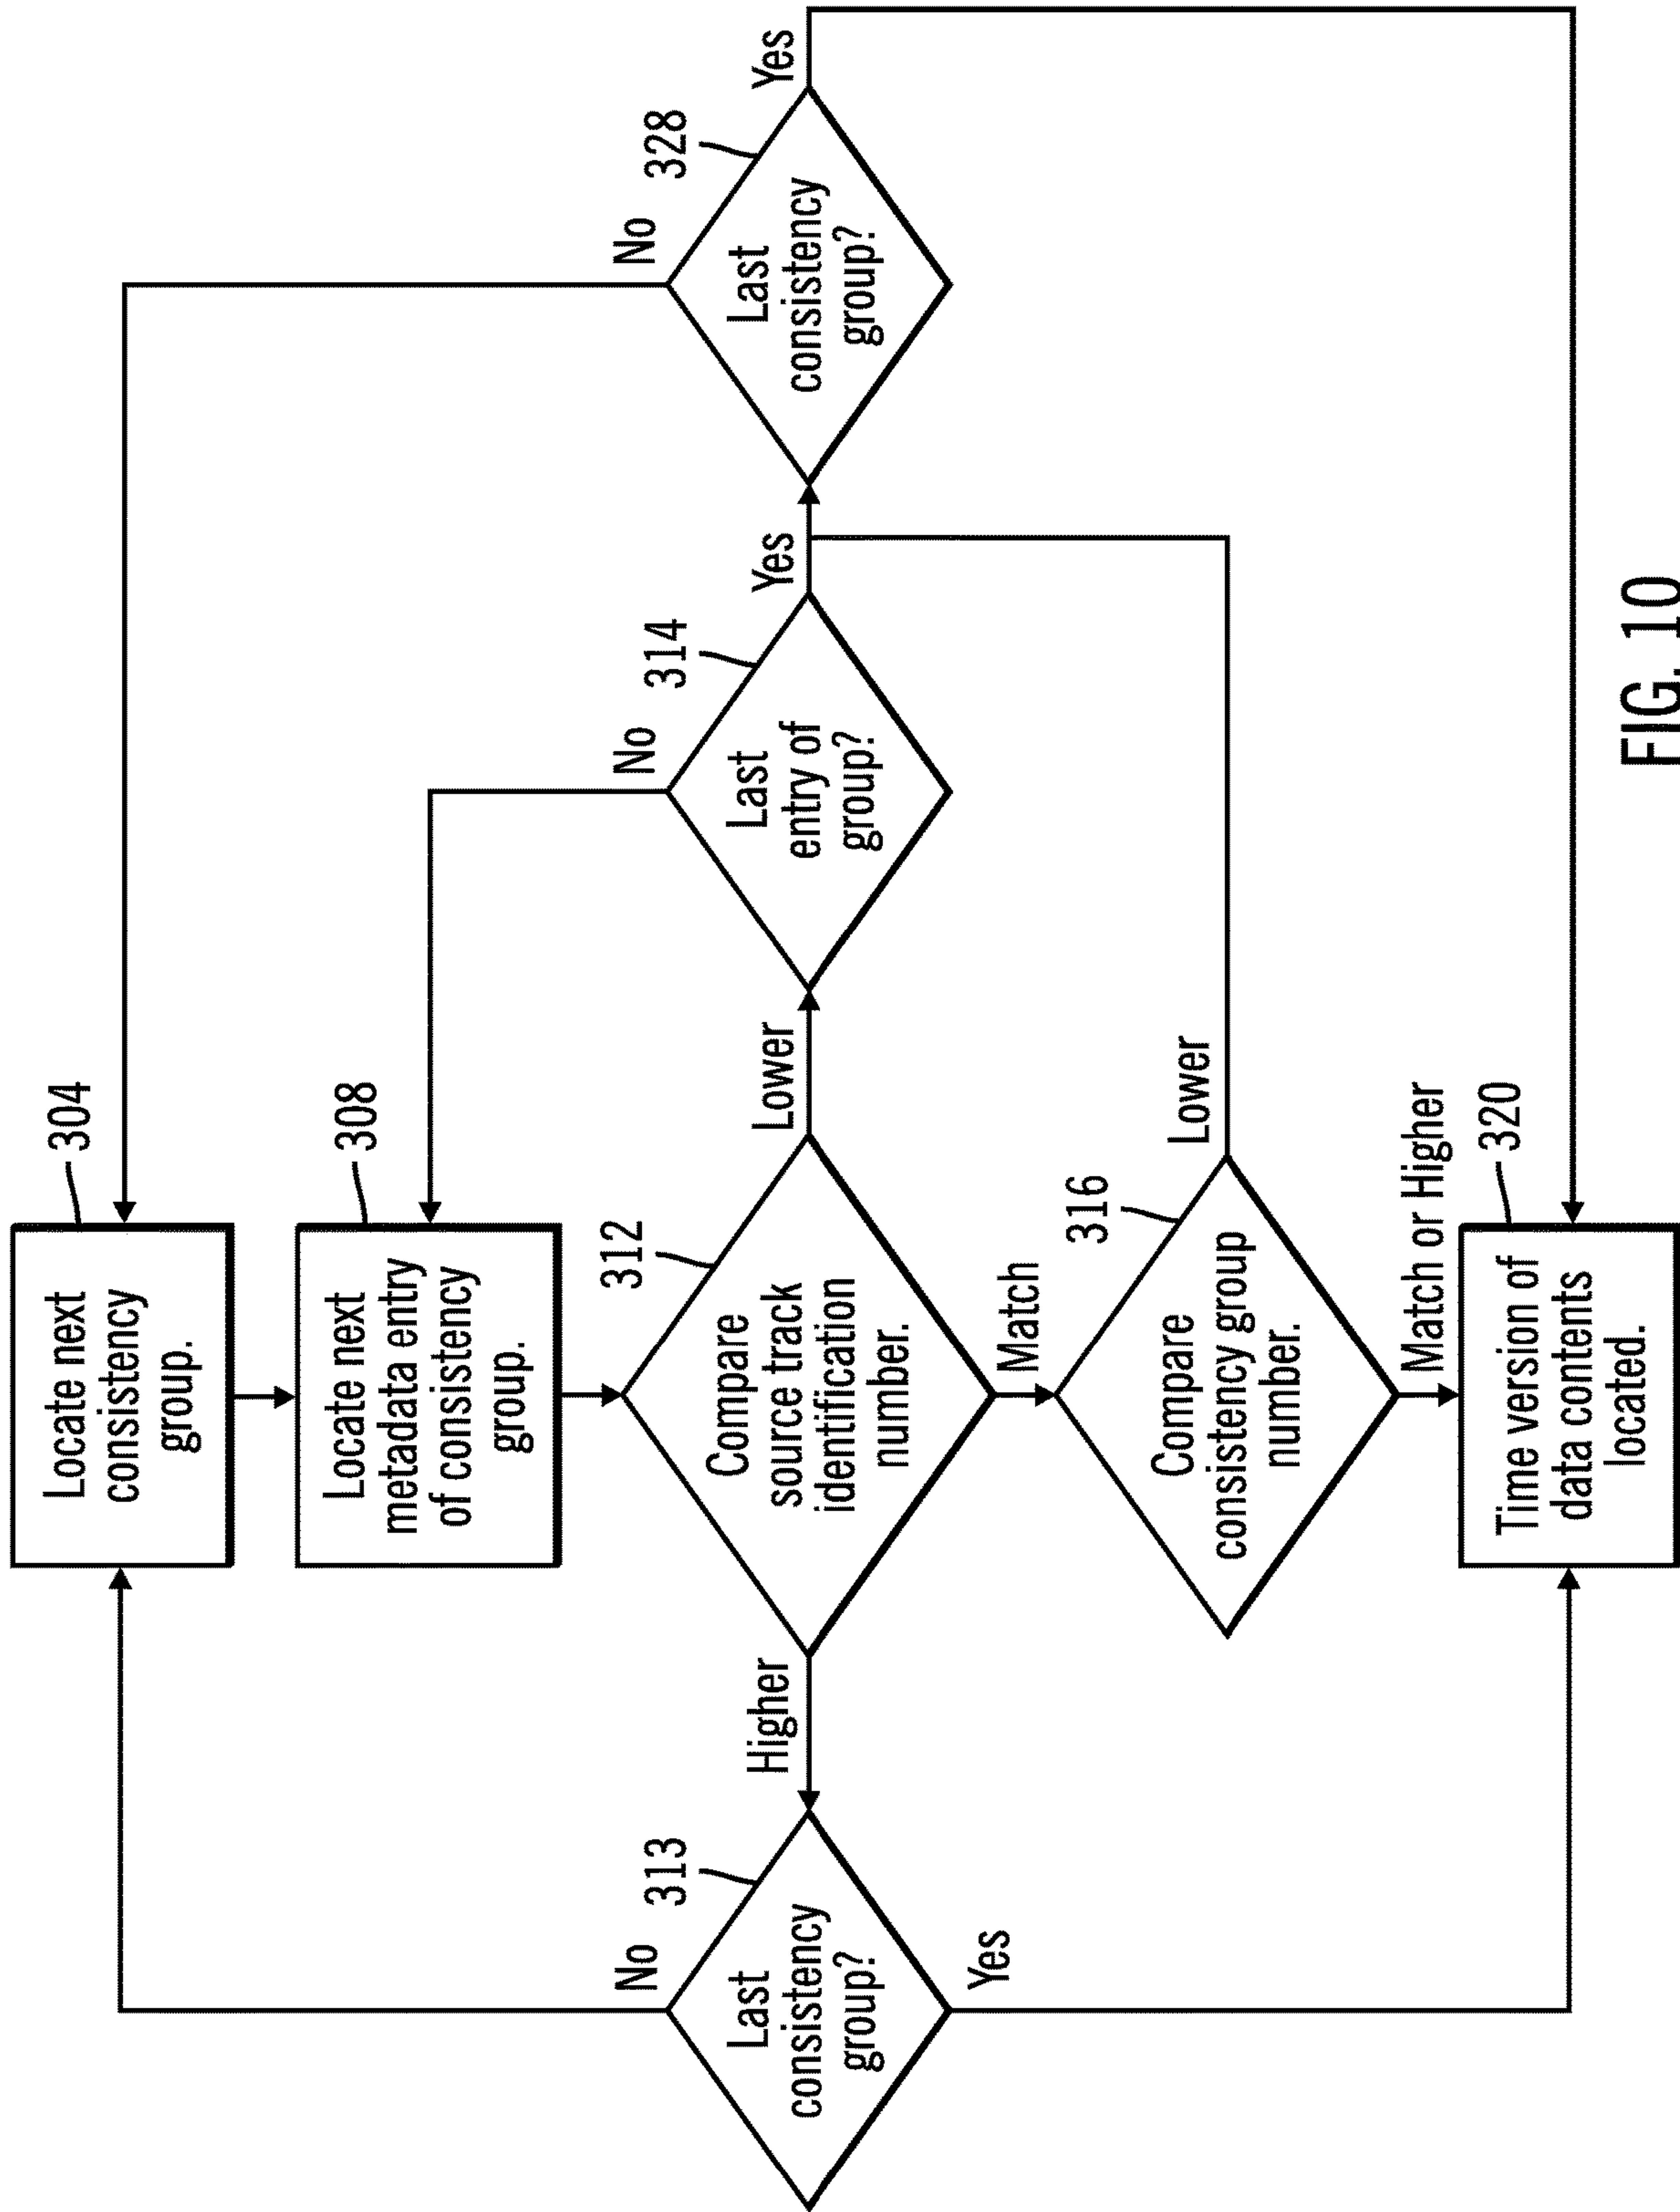 304
Locate next
consistency
group.
308
Locate next
metadata entry
of consistency
group.
No
313
Last
consistency
group?
Yes
Higher
312
Compare
source track
identification
number.
Lower
No
314
Last
entry of
group?
Yes
No
328
Last
consistency
group?
Yes
Match
316
Compare
consistency group
number.
Lower
Match or Higher
320
Time version of
data contents
located.
FIG. 10